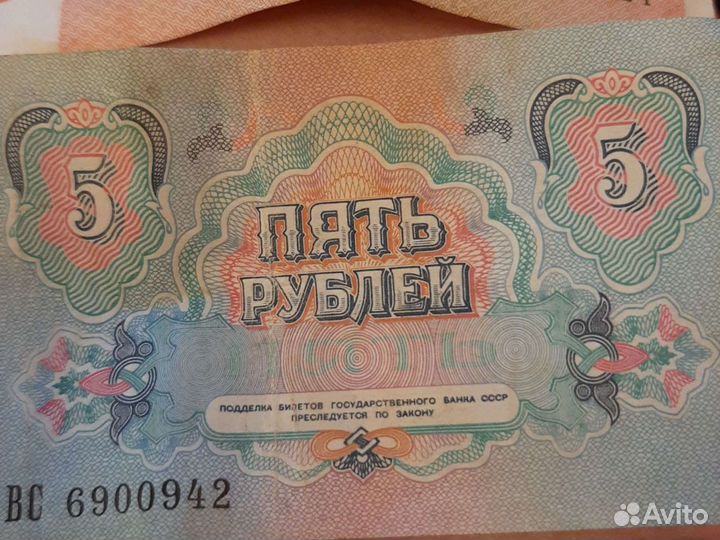 5
5
ПЯТЬ
РУБЛЕЙ
ПОДДЕЛКА БИЛЕТОВ ГОСУДАРСТВЕННОГО БАНКА СССР
ПРЕСЛЕДУЕТСЯ ПО ЗАКОНУ
ВС 6900942
Avito